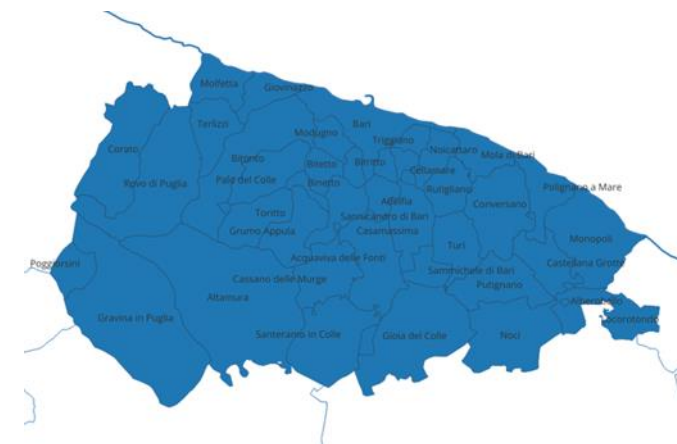 Molfetta
Giovinazzo
Terlizzi
Bari
Modugno
Triggiano
Corato
Noicattaro
Mola di Bari
Bitonto
Bitetto
Bitritto
Cellamare
Ruvo di Puglia
Palo del Colle
Binetto
Rutigliano
Polignano a Mare
Adelfia
Conversano
Toritto
Sannicandro di Bari
Grumo Appula
Casamassima
Monopoli
Turi
Acquaviva delle Fonti
Poggiorsini
Castellana Grotte
Sammichele di Bari
Cassano delle Murge
Putignano
Altamura
Alberobello
Gravina in Puglia
Locorotondo
Santeramo in Colle
Gioia del Colle
Noci